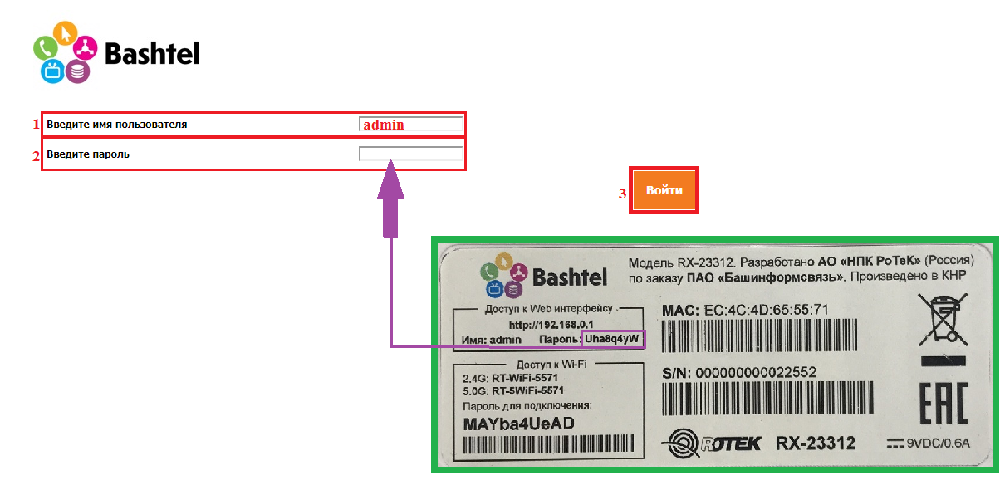 Bashtel
1 Введите имя пользователя admin
2 Введите пароль
3 Войти
Bashtel
Модель RX-23312. Разработано АО «НПК РоТеК» (Россия)
по заказу ПАО «Башинформсвязь». Произведено в КНР
Доступ к Web интерфейсу
http://192.168.0.1
Имя: admin Пароль: Uha8q4yW
Доступ к Wi-Fi
2.4G: RT-WiFi-5571
5.0G: RT-5WiFi-5571
Пароль для подключения:
MAYba4UeAD
MAC: EC:4C:4D:65:55:71
S/N: 000000000022552
ROTEK RX-23312
EAC
9VDC/0.6A